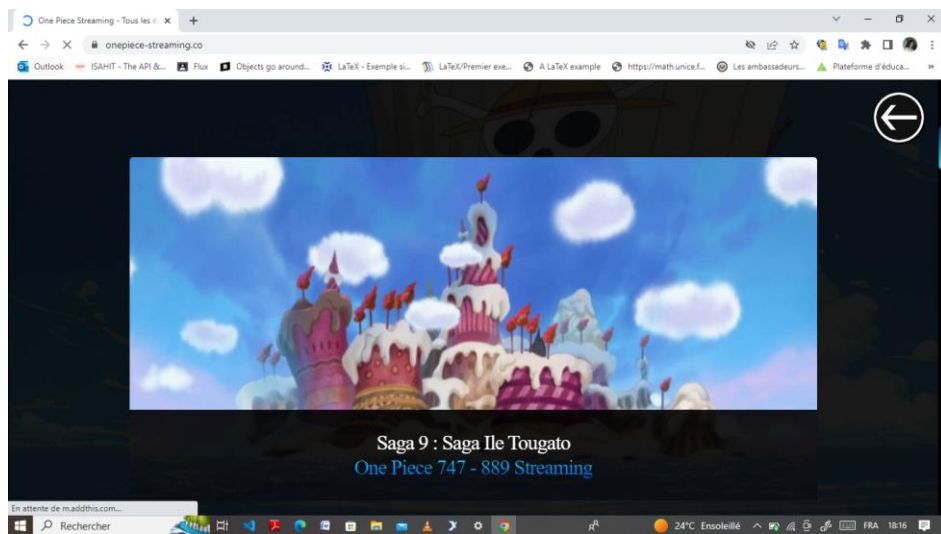 One Piece Streaming - Tous les é
onepiece-streaming.co
Outlook
ISAHIT - The API &...
Flux
Objects go around...
LaTeX - Exemple si...
LaTeX/Premier exe...
A LaTeX example
https://math.unice.f...
Les ambassadeurs...
Plateforme d'éduca...
Saga 9 : Saga Ile Tougato
One Piece 747 - 889 Streaming
En attente de m.addthis.com...
Rechercher
24°C Ensoleillé
FRA
18:16